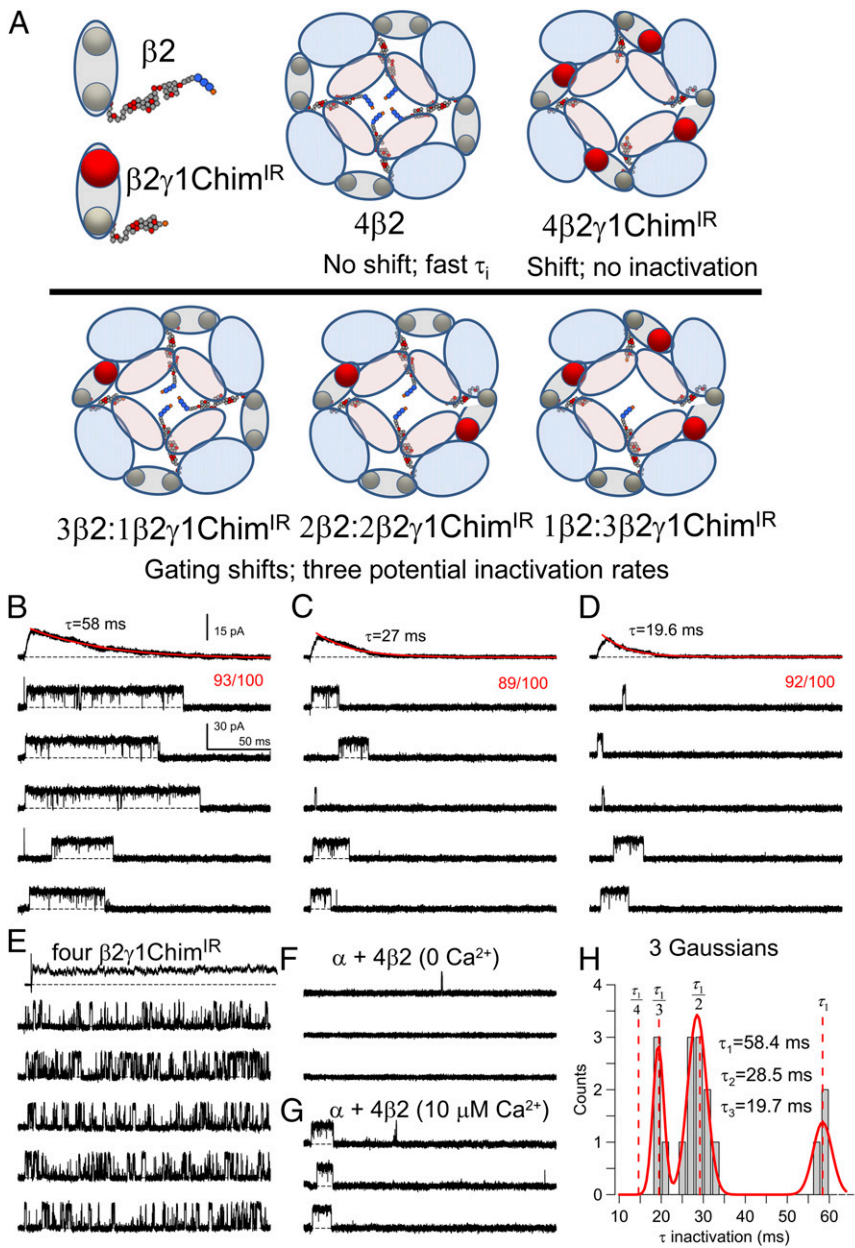 A
β2
β2γ1Chim^IR
4β2
No shift; fast τi
4β2γ1Chim^IR
Shift; no inactivation
3β2:1β2γ1Chim^IR
2β2:2β2γ1Chim^IR
1β2:3β2γ1Chim^IR
Gating shifts; three potential inactivation rates
B
τ=58 ms
15 pA
93/100
30 pA
50 ms
C
τ=27 ms
89/100
D
τ=19.6 ms
92/100
E
four β2γ1Chim^IR
F
α + 4β2 (0 Ca²⁺)
G
α + 4β2 (10 μM Ca²⁺)
H
3 Gaussians
τ1/4
τ1/3
τ1/2
τ1
τ1=58.4 ms
τ2=28.5 ms
τ3=19.7 ms
Counts
4
3
2
1
0
10 20 30 40 50 60
τ inactivation (ms)